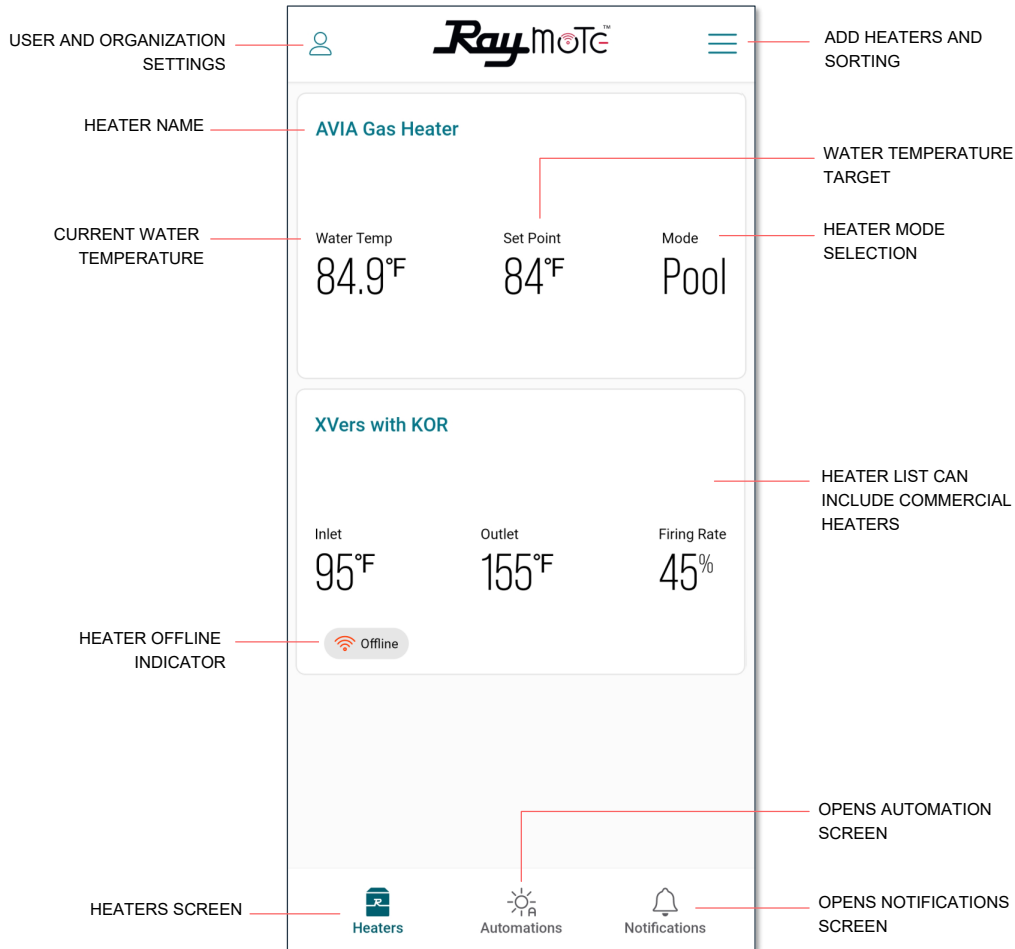 USER AND ORGANIZATION
SETTINGS
Raymote™
ADD HEATERS AND
SORTING
HEATER NAME
AVIA Gas Heater
WATER TEMPERATURE
TARGET
CURRENT WATER
TEMPERATURE
Water Temp
Set Point
Mode
84.9°F
84°F
Pool
HEATER MODE
SELECTION
XVers with KOR
HEATER LIST CAN
INCLUDE COMMERCIAL
HEATERS
Inlet
Outlet
Firing Rate
95°F
155°F
45%
HEATER OFFLINE
INDICATOR
Offline
OPENS AUTOMATION
SCREEN
HEATERS SCREEN
R
Heaters
A
Automations
Notifications
OPENS NOTIFICATIONS
SCREEN